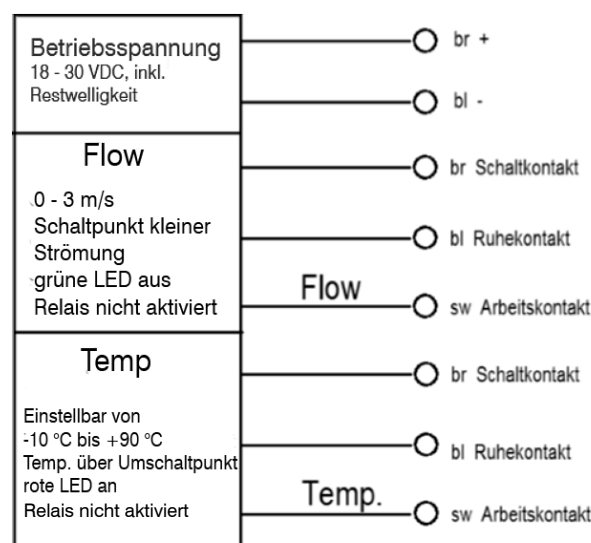 Betriebsspannung
18 - 30 VDC, inkl.
Restwelligkeit
br +
bl -
Flow
0 - 3 m/s
Schaltpunkt kleiner
Strömung
grüne LED aus
Relais nicht aktiviert
br Schaltkontakt
bl Ruhekontakt
Flow
sw Arbeitskontakt
Temp
Einstellbar von
-10 °C bis +90 °C
Temp. über Umschaltpunkt
rote LED an
Relais nicht aktiviert
br Schaltkontakt
bl Ruhekontakt
Temp.
sw Arbeitskontakt